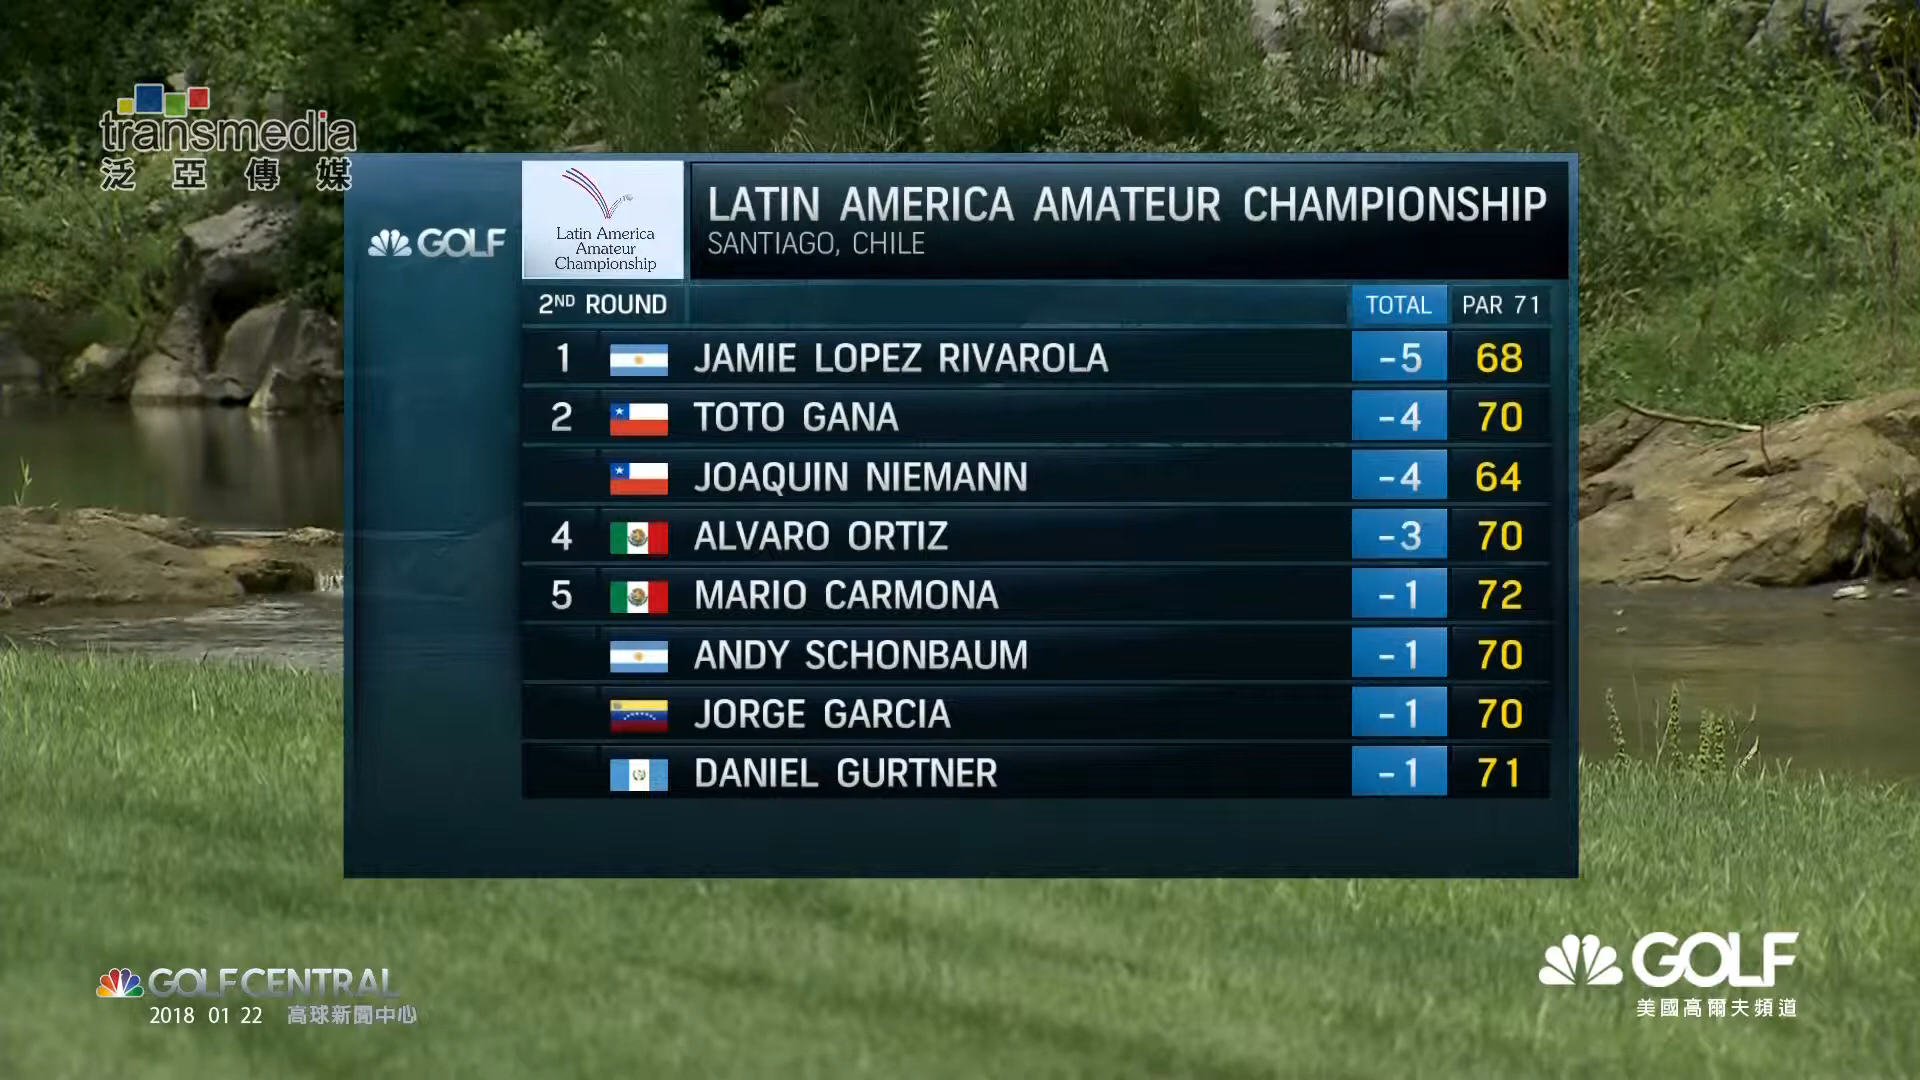 transmedia
泛亞傳媒
GOLF
Latin America
Amateur
Championship
LATIN AMERICA AMATEUR CHAMPIONSHIP
SANTIAGO, CHILE
2ND ROUND TOTAL PAR 71
1 JAMIE LOPEZ RIVAROLA -5 68
2 TOTO GANA -4 70
JOAQUIN NIEMANN -4 64
4 ALVARO ORTIZ -3 70
5 MARIO CARMONA -1 72
ANDY SCHONBAUM -1 70
JORGE GARCIA -1 70
DANIEL GURTNER -1 71
GOLF CENTRAL
2018 01 22 高球新聞中心
GOLF
美國高爾夫頻道